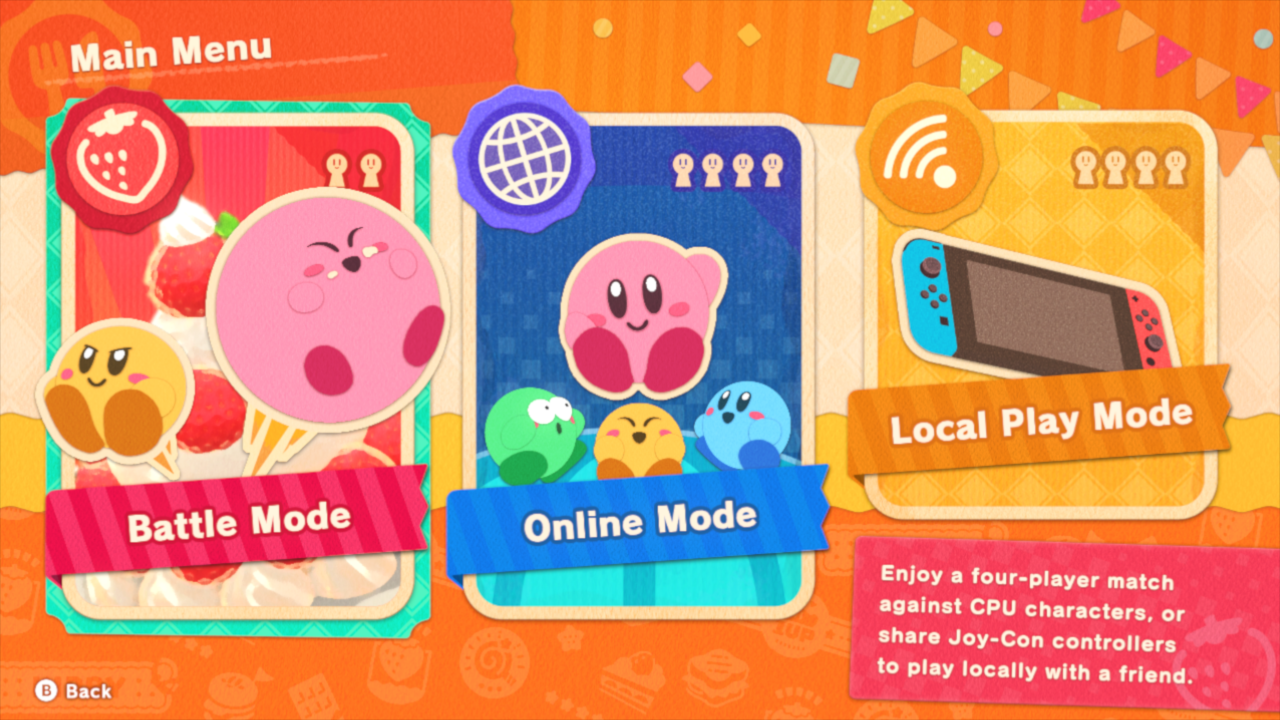 Main Menu
Battle Mode
Online Mode
Local Play Mode
Enjoy a four-player match
against CPU characters, or
share Joy-Con controllers
to play locally with a friend.
B Back